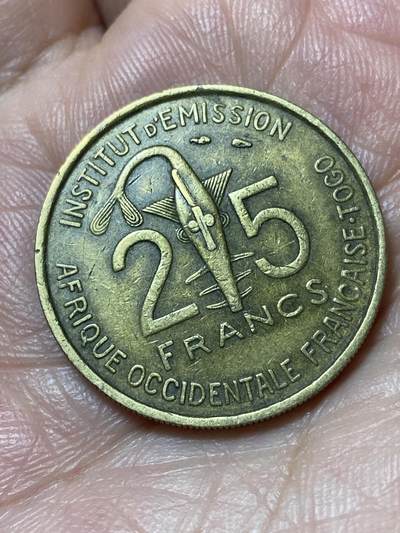 INSTITUT D'EMISSION
25
FRANCS
AFRIQUE OCCIDENTALE FRANÇAISE·TOGO